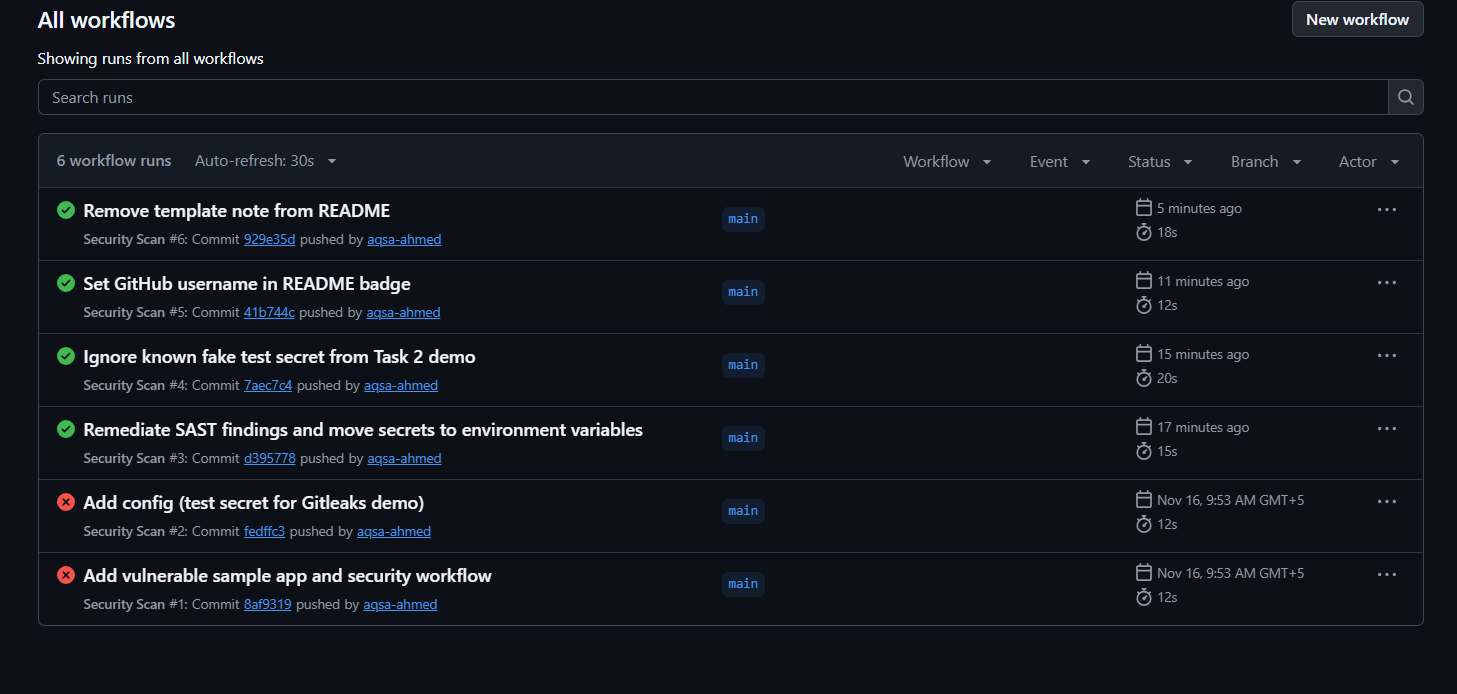 All workflows
New workflow
Showing runs from all workflows
Search runs
6 workflow runs Auto-refresh: 30s Workflow Event Status Branch Actor
Remove template note from README
main
5 minutes ago
Security Scan #6: Commit 929e35d pushed by aqsa-ahmed
18s
Set GitHub username in README badge
main
11 minutes ago
Security Scan #5: Commit 41b744c pushed by aqsa-ahmed
12s
Ignore known fake test secret from Task 2 demo
main
15 minutes ago
Security Scan #4: Commit 7aec7c4 pushed by aqsa-ahmed
20s
Remediate SAST findings and move secrets to environment variables
main
17 minutes ago
Security Scan #3: Commit d395778 pushed by aqsa-ahmed
15s
Add config (test secret for Gitleaks demo)
main
Nov 16, 9:53 AM GMT+5
Security Scan #2: Commit fedffc3 pushed by aqsa-ahmed
12s
Add vulnerable sample app and security workflow
main
Nov 16, 9:53 AM GMT+5
Security Scan #1: Commit 8af9319 pushed by aqsa-ahmed
12s